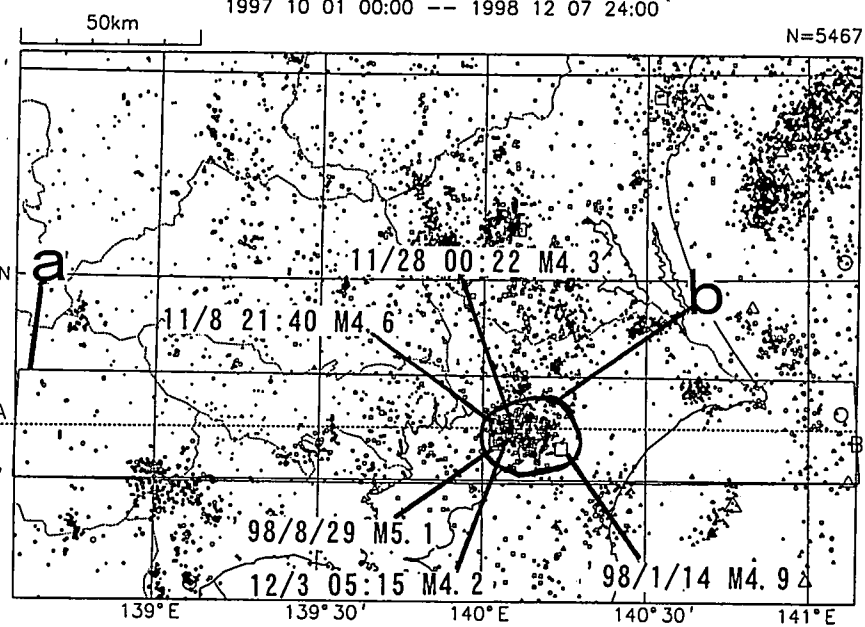 1997 10 01 00:00 -- 1998 12 07 24:00
50km
N=5467
N
a
11/28 00:22 M4.3
b
11/8 21:40 M4.6
A
B
98/8/29 M5.1
12/3 05:15 M4.2
98/1/14 M4.9
139°E
139°30'
140°E
140°30'
141°E